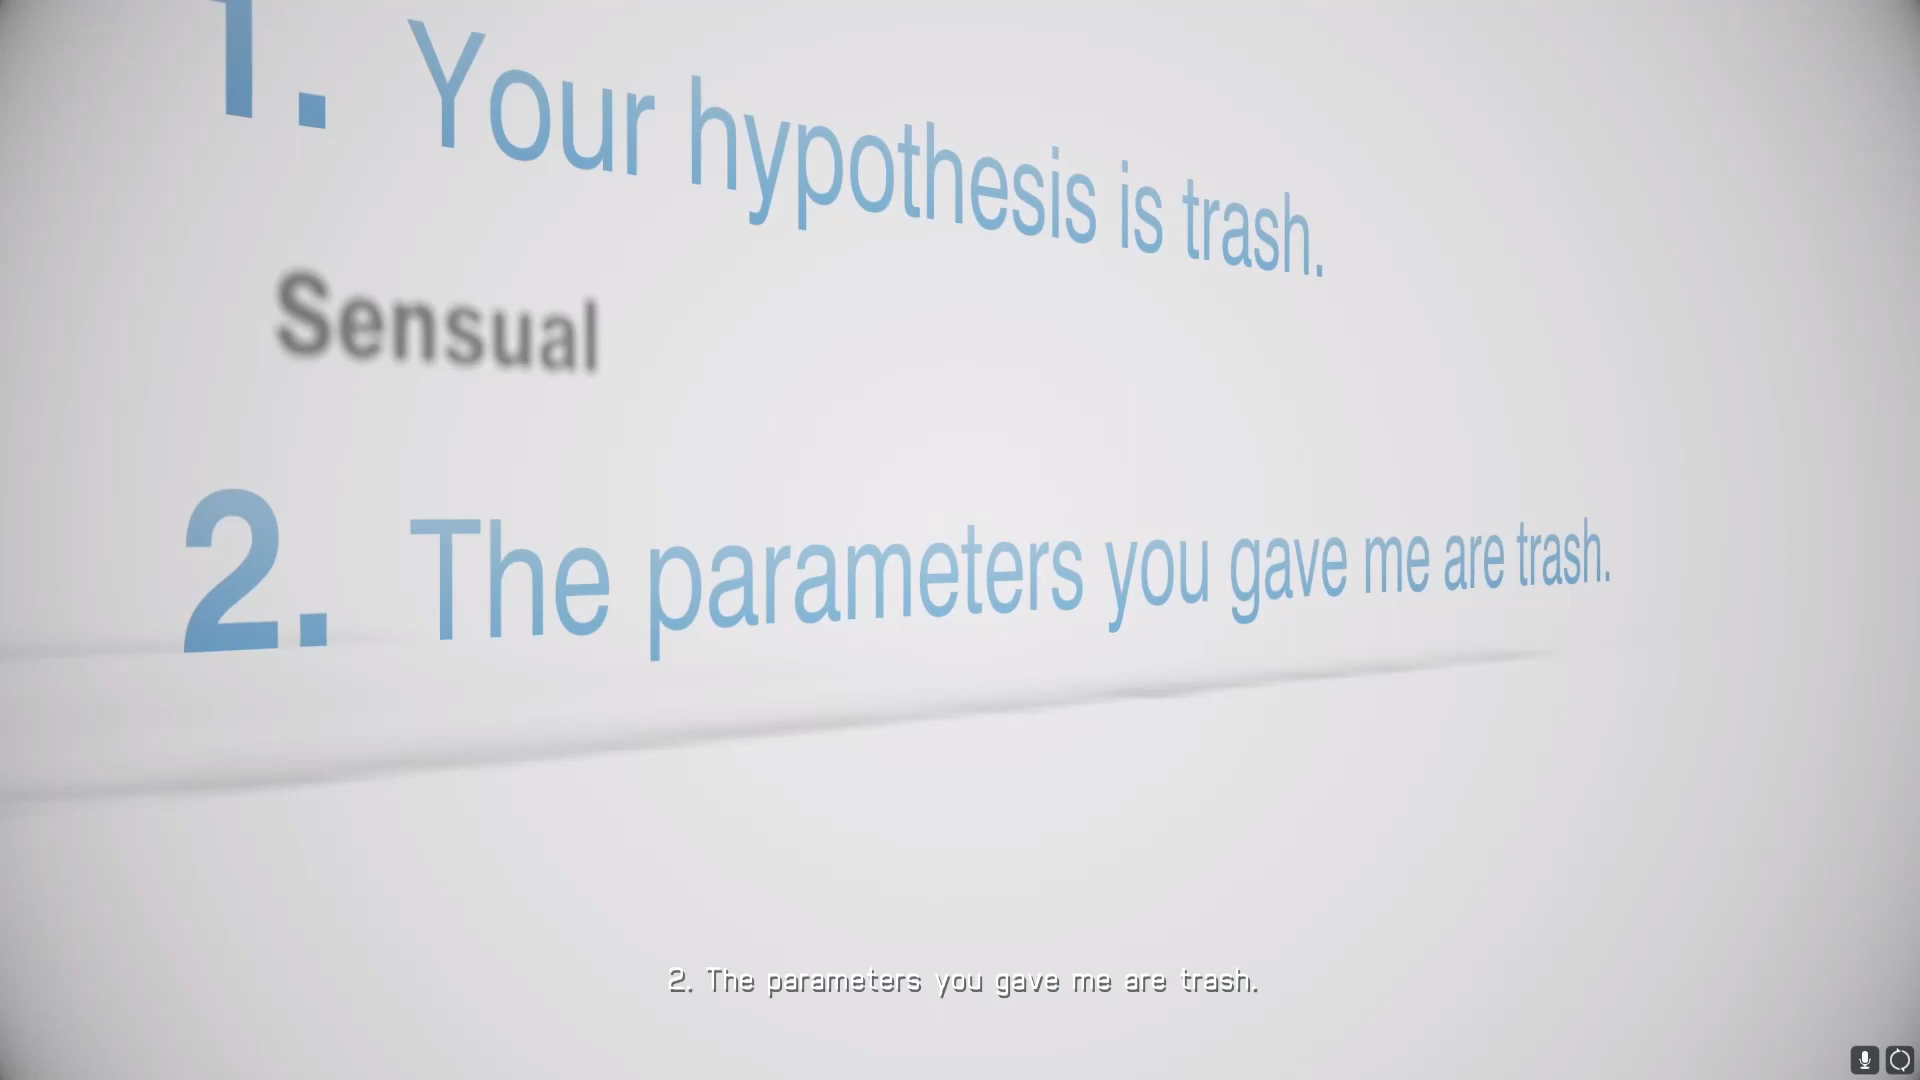 1. Your hypothesis is trash.
Sensual
2. The parameters you gave me are trash.
2. The parameters you gave me are trash.